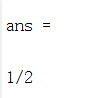 ans =
1/2